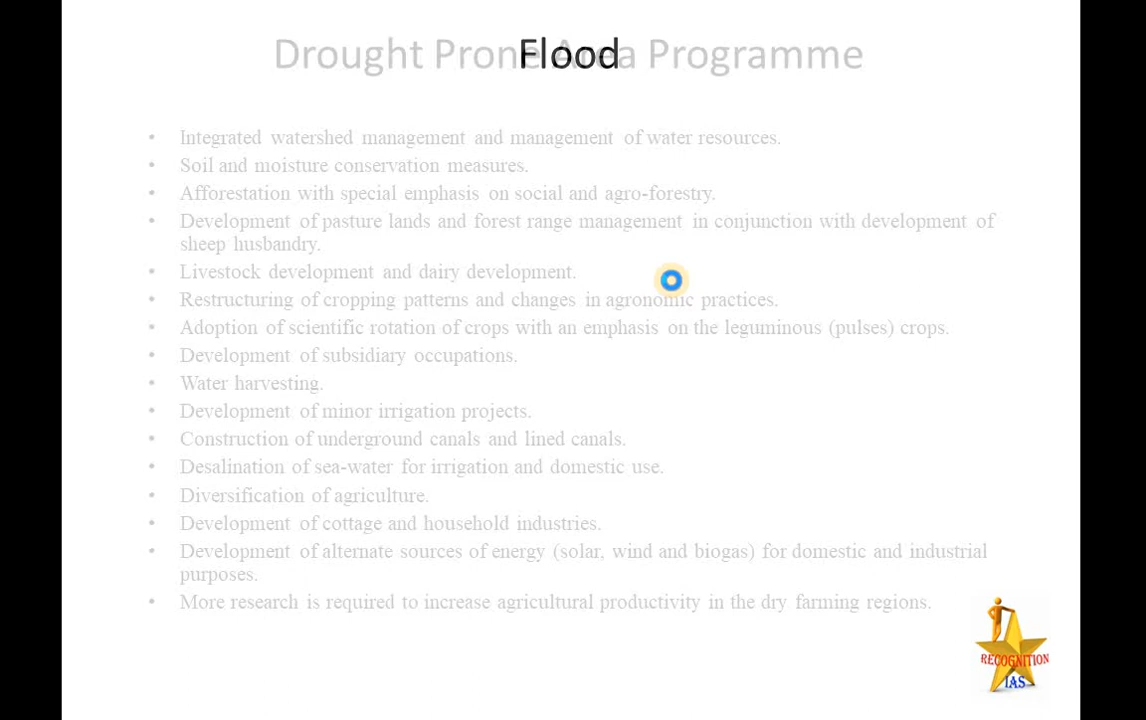 Drought Prone Area Programme
Flood
• Integrated watershed management and management of water resources.
• Soil and moisture conservation measures.
• Afforestation with special emphasis on social and agro-forestry.
• Development of pasture lands and forest range management in conjunction with development of
sheep husbandry.
• Livestock development and dairy development.
• Restructuring of cropping patterns and changes in agronomic practices.
• Adoption of scientific rotation of crops with an emphasis on the leguminous (pulses) crops.
• Development of subsidiary occupations.
• Water harvesting.
• Development of minor irrigation projects.
• Construction of underground canals and lined canals.
• Desalination of sea-water for irrigation and domestic use.
• Diversification of agriculture.
• Development of cottage and household industries.
• Development of alternate sources of energy (solar, wind and biogas) for domestic and industrial
purposes.
• More research is required to increase agricultural productivity in the dry farming regions.
RECOGNITION
IAS